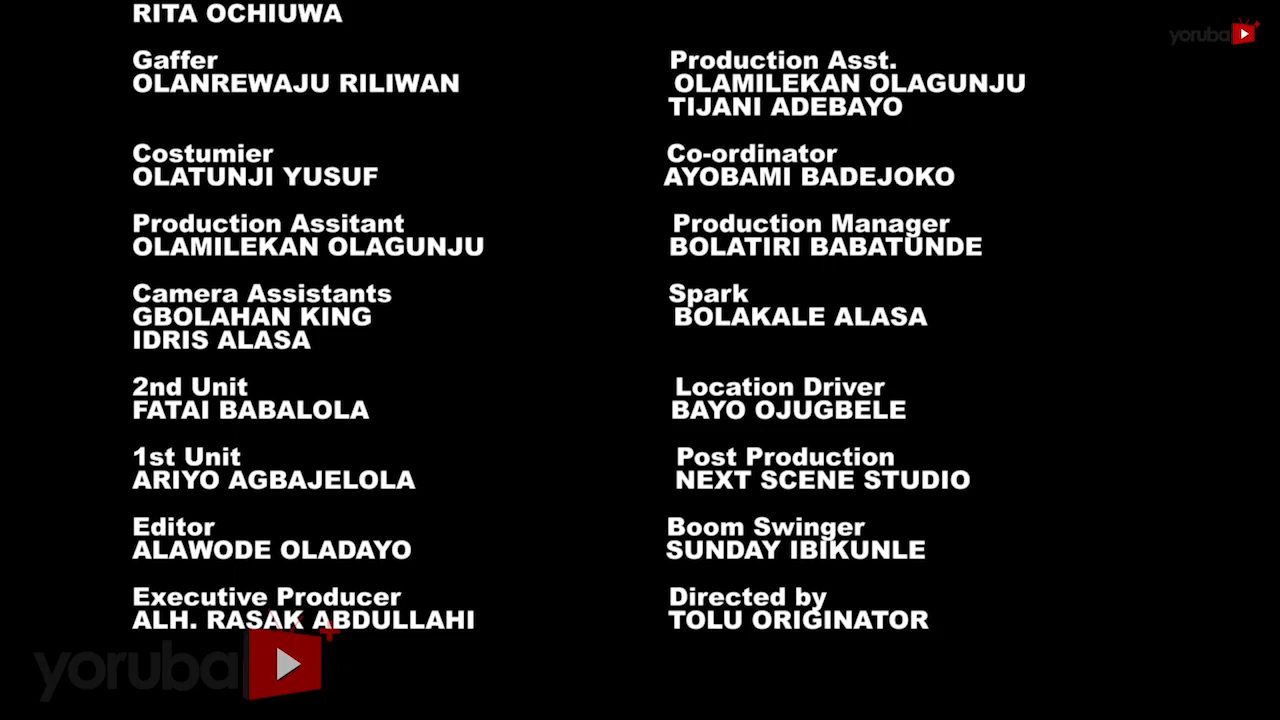 RITA OCHIUWA
Gaffer
OLANREWAJU RILIWAN
Costumier
OLATUNJI YUSUF
Production Assitant
OLAMILEKAN OLAGUNJU
Camera Assistants
GBOLAHAN KING
IDRIS ALASA
2nd Unit
FATAI BABALOLA
1st Unit
ARIYO AGBAJELOLA
Editor
ALAWODE OLADAYO
Executive Producer
ALH. RASAK ABDULLAHI
Production Asst.
OLAMILEKAN OLAGUNJU
TIJANI ADEBAYO
Co-ordinator
AYOBAMI BADEJOKO
Production Manager
BOLATIRI BABATUNDE
Spark
BOLAKALE ALASA
Location Driver
BAYO OJUGBELE
Post Production
NEXT SCENE STUDIO
Boom Swinger
SUNDAY IBIKUNLE
Directed by
TOLU ORIGINATOR
yoruba
yoruba